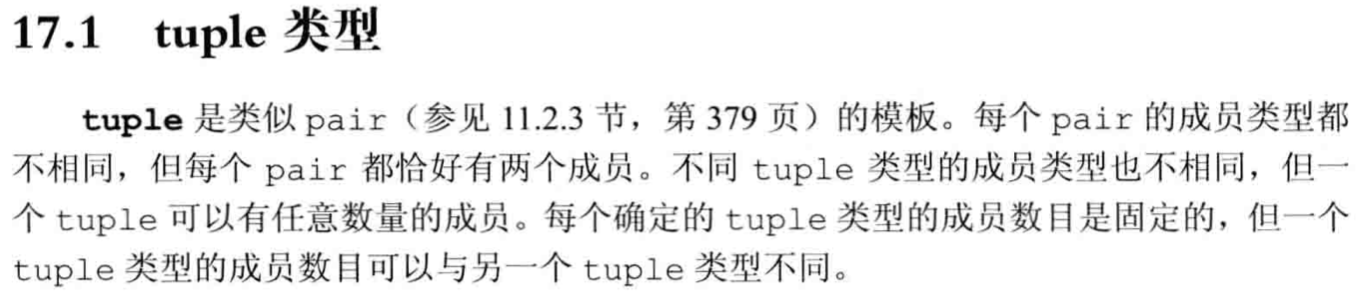 17.1 tuple 类型
tuple 是类似 pair（参见 11.2.3 节，第 379 页）的模板。每个 pair 的成员类型都
不相同，但每个 pair 都恰好有两个成员。不同 tuple 类型的成员类型也不相同，但一
个 tuple 可以有任意数量的成员。每个确定的 tuple 类型的成员数目是固定的，但一个
tuple 类型的成员数目可以与另一个 tuple 类型不同。